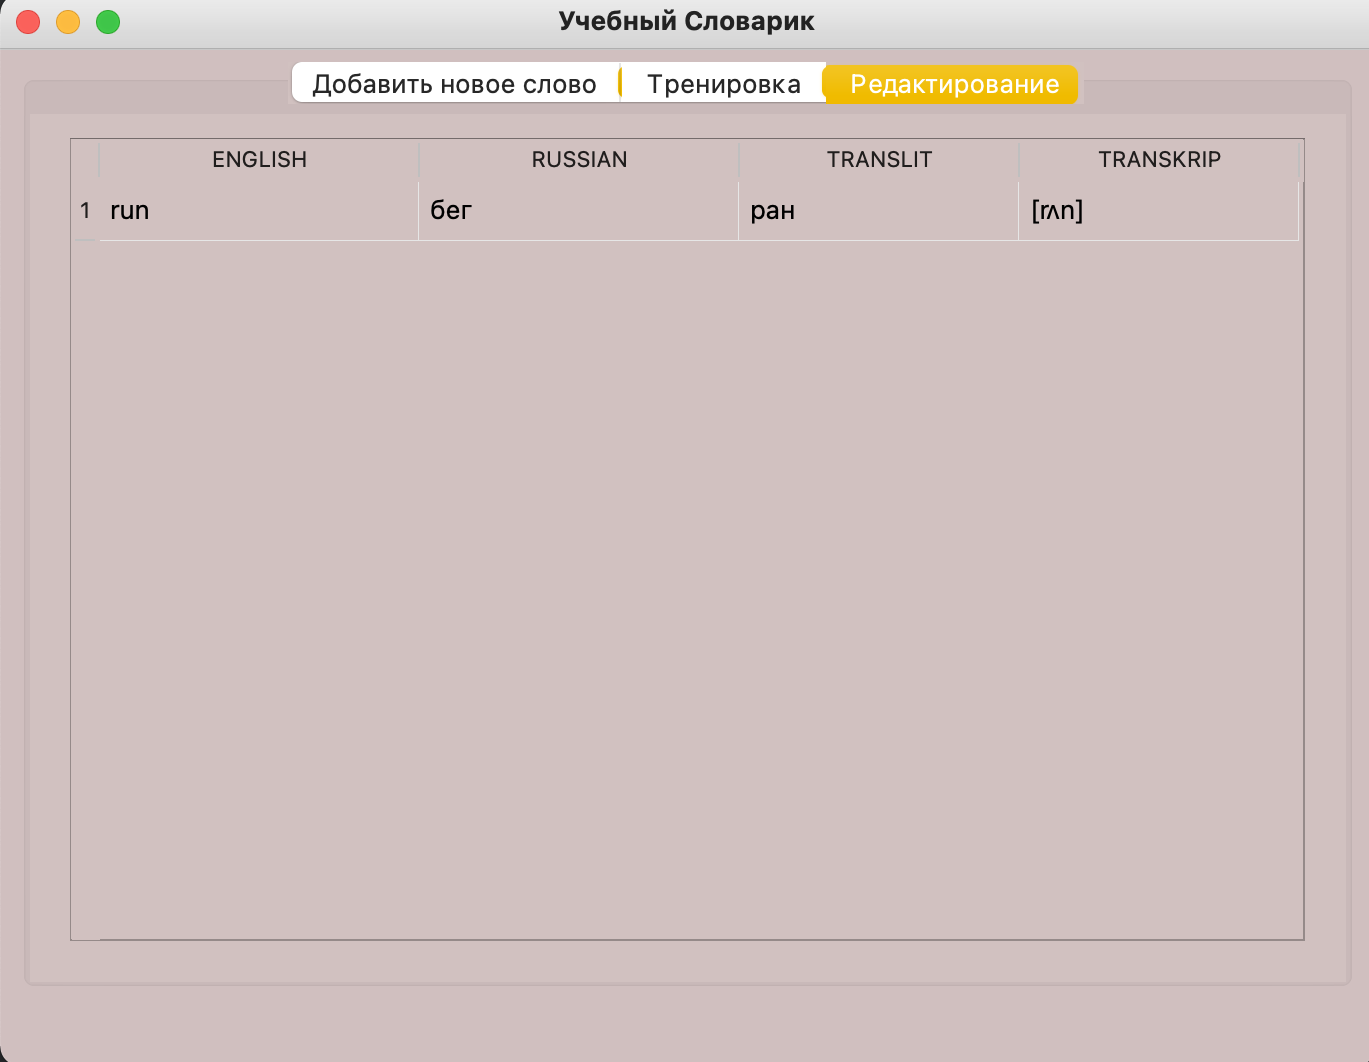 Учебный Словарик
Добавить новое слово Тренировка Редактирование
ENGLISH RUSSIAN TRANSLIT TRANSKRIP
1 run бег ран [rʌn]